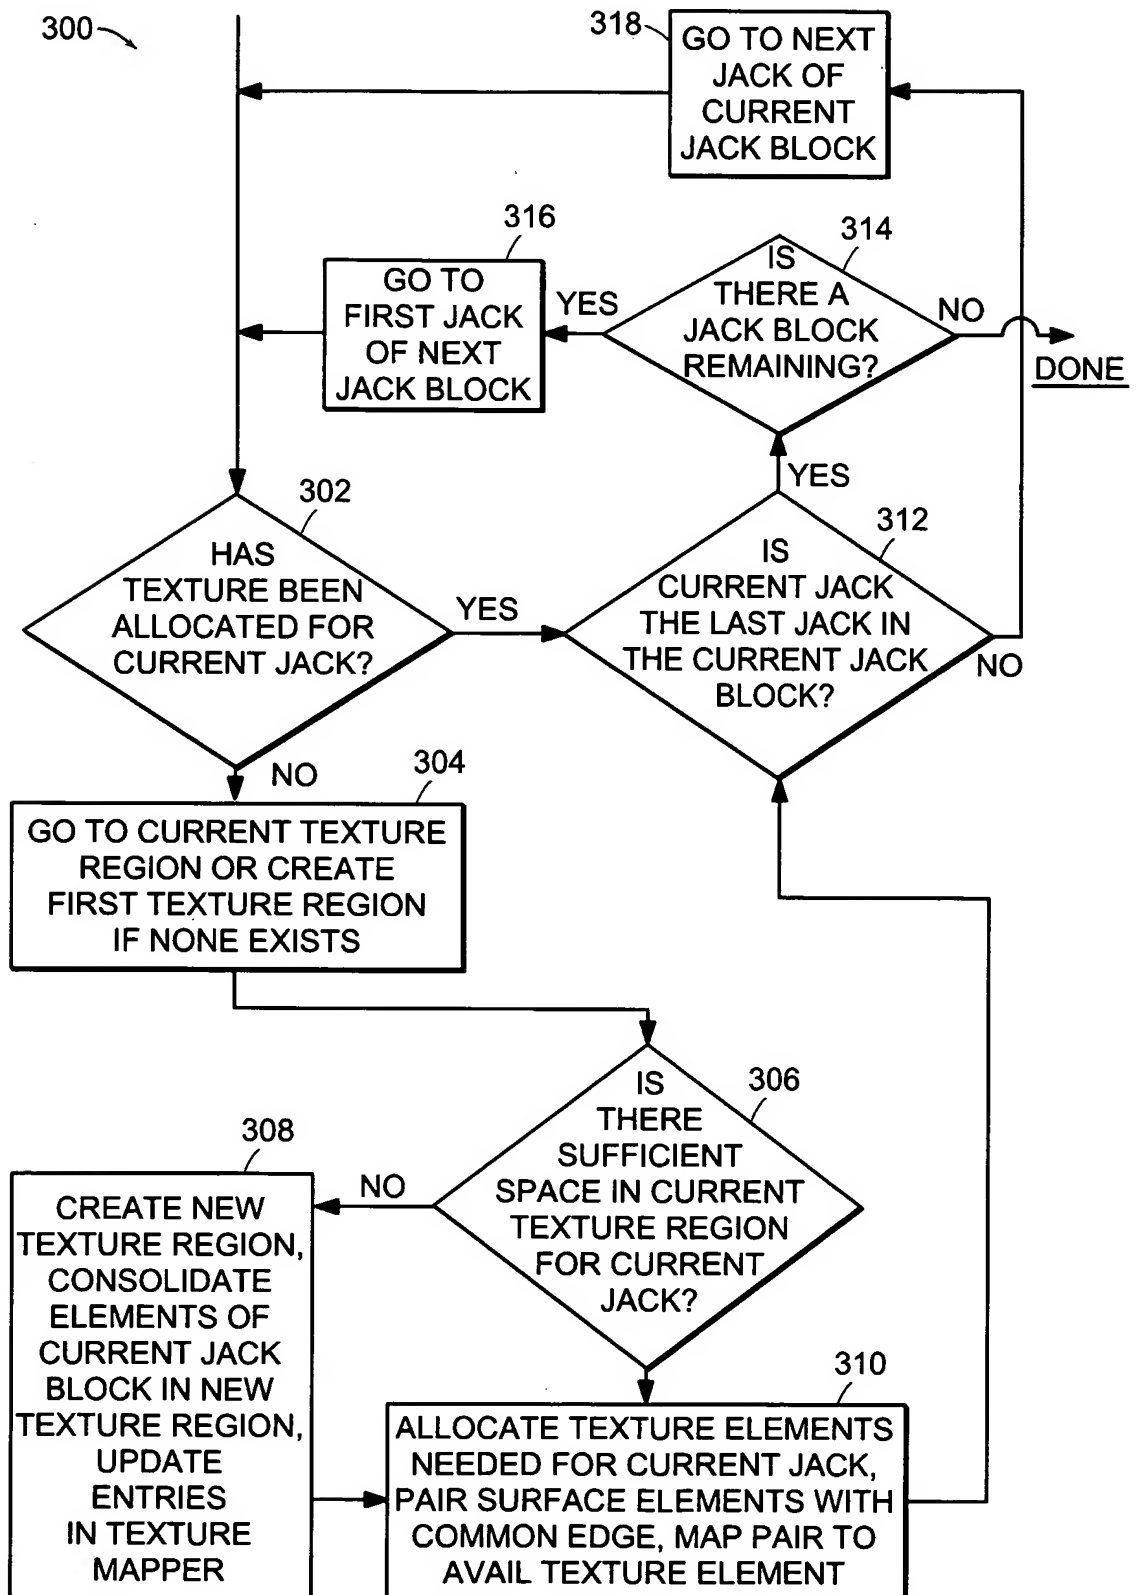 300
318
GO TO NEXT
JACK OF
CURRENT
JACK BLOCK
316
GO TO
FIRST JACK
OF NEXT
JACK BLOCK
YES
314
IS
THERE A
JACK BLOCK
REMAINING?
NO
DONE
YES
302
HAS
TEXTURE BEEN
ALLOCATED FOR
CURRENT JACK?
YES
312
IS
CURRENT JACK
THE LAST JACK IN
THE CURRENT JACK
BLOCK?
NO
NO
304
GO TO CURRENT TEXTURE
REGION OR CREATE
FIRST TEXTURE REGION
IF NONE EXISTS
306
IS
THERE
SUFFICIENT
SPACE IN CURRENT
TEXTURE REGION
FOR CURRENT
JACK?
NO
308
CREATE NEW
TEXTURE REGION,
CONSOLIDATE
ELEMENTS OF
CURRENT JACK
BLOCK IN NEW
TEXTURE REGION,
UPDATE
ENTRIES
IN TEXTURE
MAPPER
310
ALLOCATE TEXTURE ELEMENTS
NEEDED FOR CURRENT JACK,
PAIR SURFACE ELEMENTS WITH
COMMON EDGE, MAP PAIR TO
AVAIL TEXTURE ELEMENT